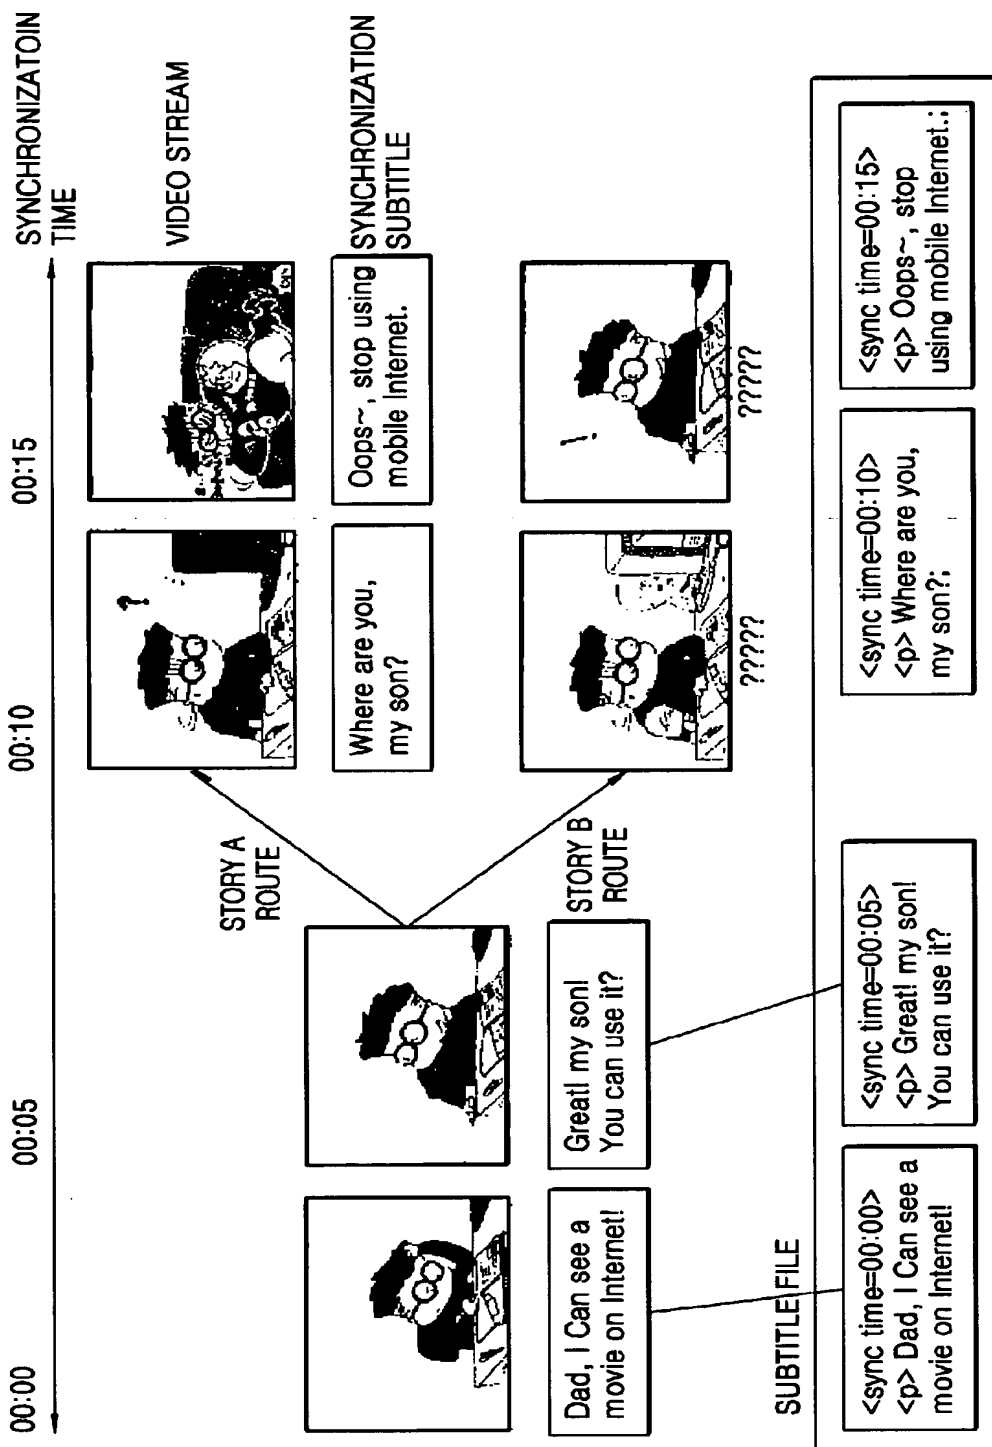 SYNCHRONIZATOIN
TIME
00:00
00:05
00:10
00:15
VIDEO STREAM
STORY A
ROUTE
SYNCHRONIZATION
SUBTITLE
Where are you,
my son?
Oops~, stop using
mobile Internet.
STORY B
ROUTE
Dad, I Can see a
movie on Internet!
Great! my son!
You can use it?
?????
?????
SUBTITLE FILE
<sync time=00:00>
<p> Dad, I Can see a
movie on Internet!
<sync time=00:05>
<p> Great! my son!
You can use it?
<sync time=00:10>
<p> Where are you,
my son?;
<sync time=00:15>
<p> Oops~, stop
using mobile Internet.;